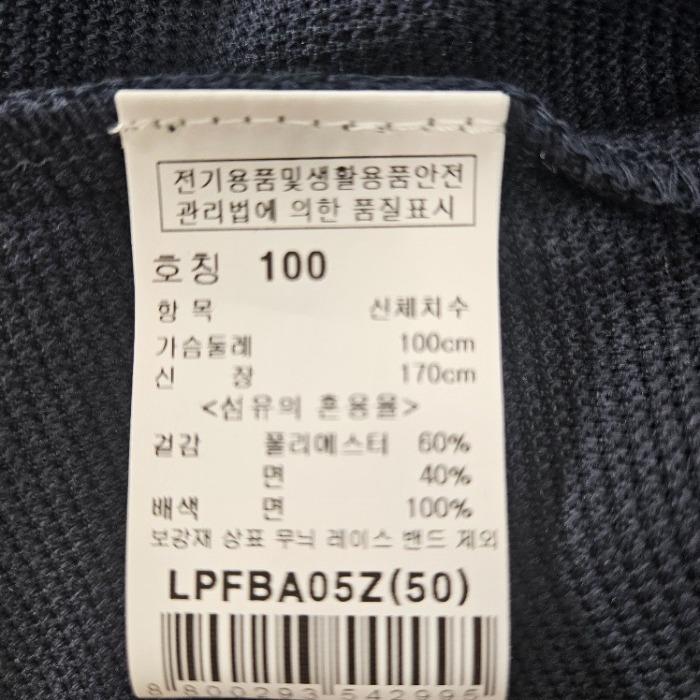 전기용품및생활용품안전
관리법에 의한 품질표시
호칭 100
항 목 신체치수
가슴둘레 100cm
신 장 170cm
<섬유의 혼용율>
겉감 폴리에스터 60%
면 40%
배색 면 100%
보강재 상표 무늬 레이스 밴드 제외
LPFBA05Z(50)
8 800293 542995